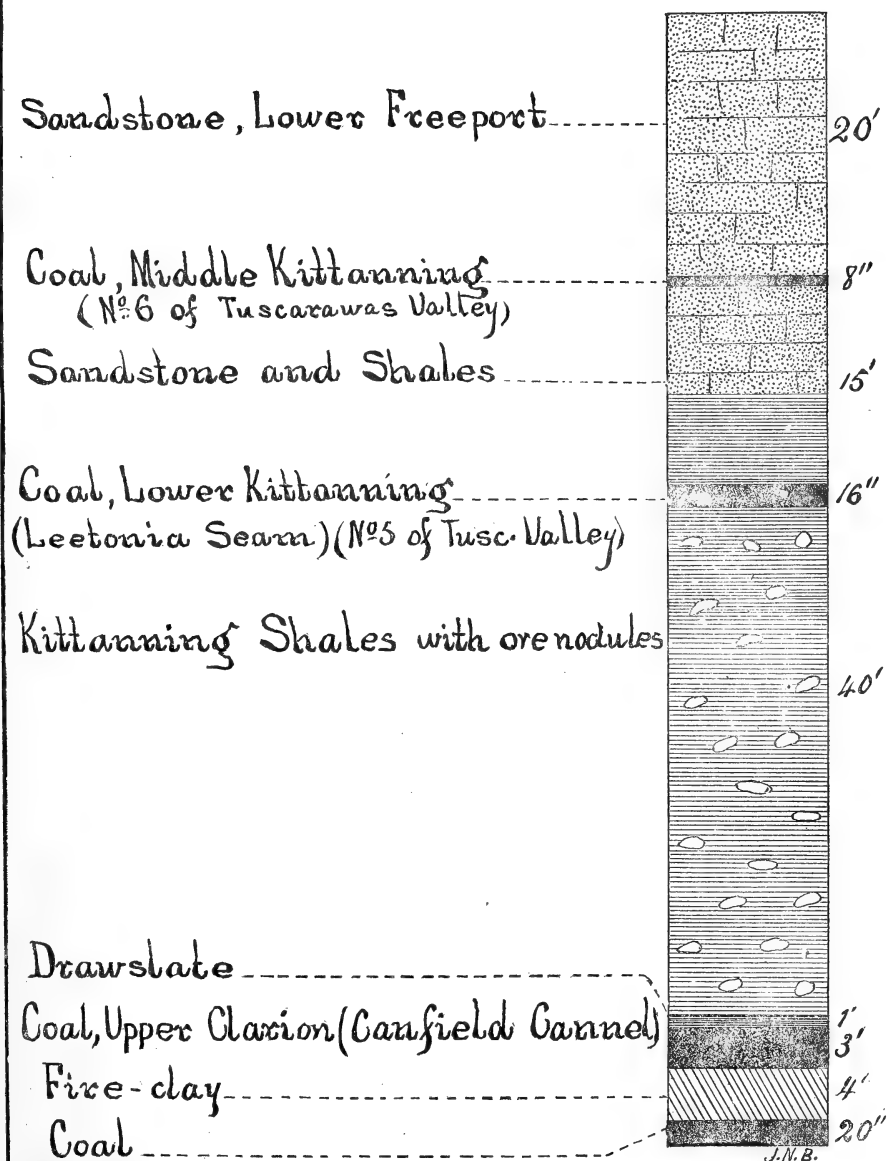 Sandstone, Lower Freeport 20'
Coal, Middle Kittanning 8"
(No. 6 of Tuscarawas Valley)
Sandstone and Shales 15'
Coal, Lower Kittanning 16"
(Leetonia Seam) (No 5 of Tusc. Valley)
Kittanning Shales with ore nodules 40'
Drawslate 1'
Coal, Upper Clarion (Canfield Cannel) 3'
Fire-clay 4'
Coal 20"
J.N.B.